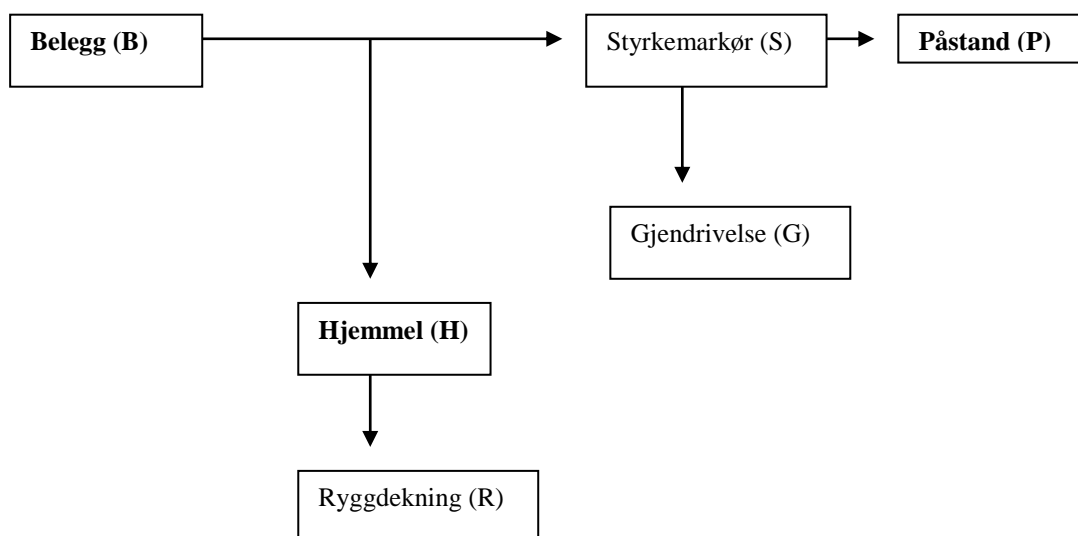 Belegg (B)
Styrkemarkør (S)
Påstand (P)
Gjendrivelse (G)
Hjemmel (H)
Ryggdekning (R)